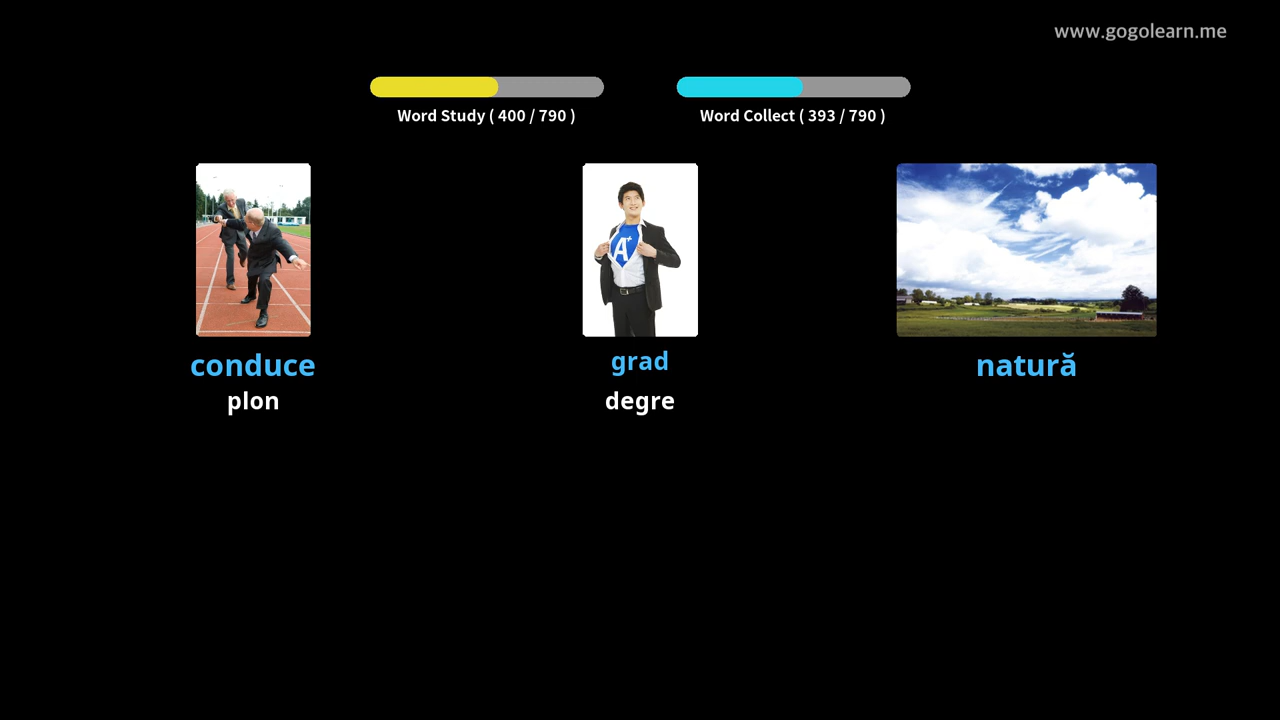 www.gogolearn.me
Word Study ( 400 / 790 )
Word Collect ( 393 / 790 )
A+
conduce
grad
natură
plon
degre